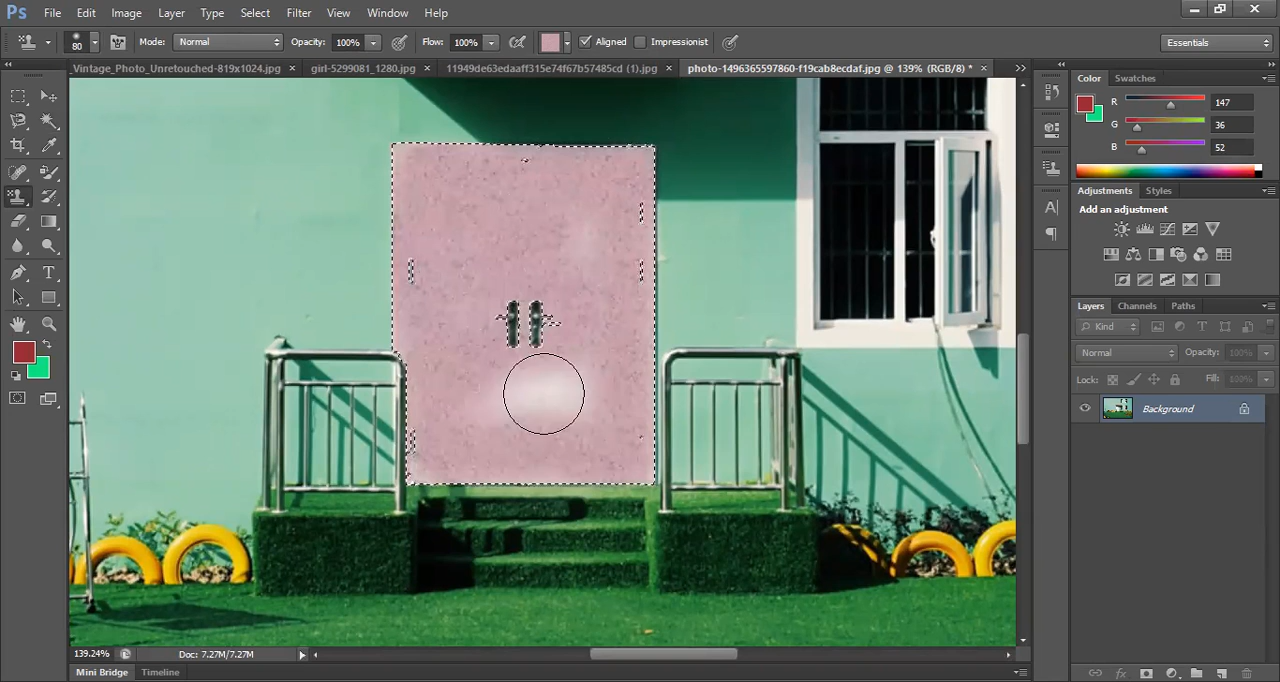 Ps File Edit Image Layer Type Select Filter View Window Help
80 Mode: Normal Opacity: 100% Flow: 100% Aligned Impressionist Essentials
_Vintage_Photo_Unretouched-819x1024.jpg girl-5299081_1280.jpg 11949de63edaaff315e74f67b57485cd (1).jpg photo-1496365597860-f19cab8ecdaf.jpg @ 139% (RGB/8) *
Color Swatches
R 147
G 36
B 52
Adjustments Styles
Add an adjustment
Layers Channels Paths
Kind
Normal Opacity: 100%
Lock: Fill: 100%
Background
139.24% Doc: 7.27M/7.27M
Mini Bridge Timeline